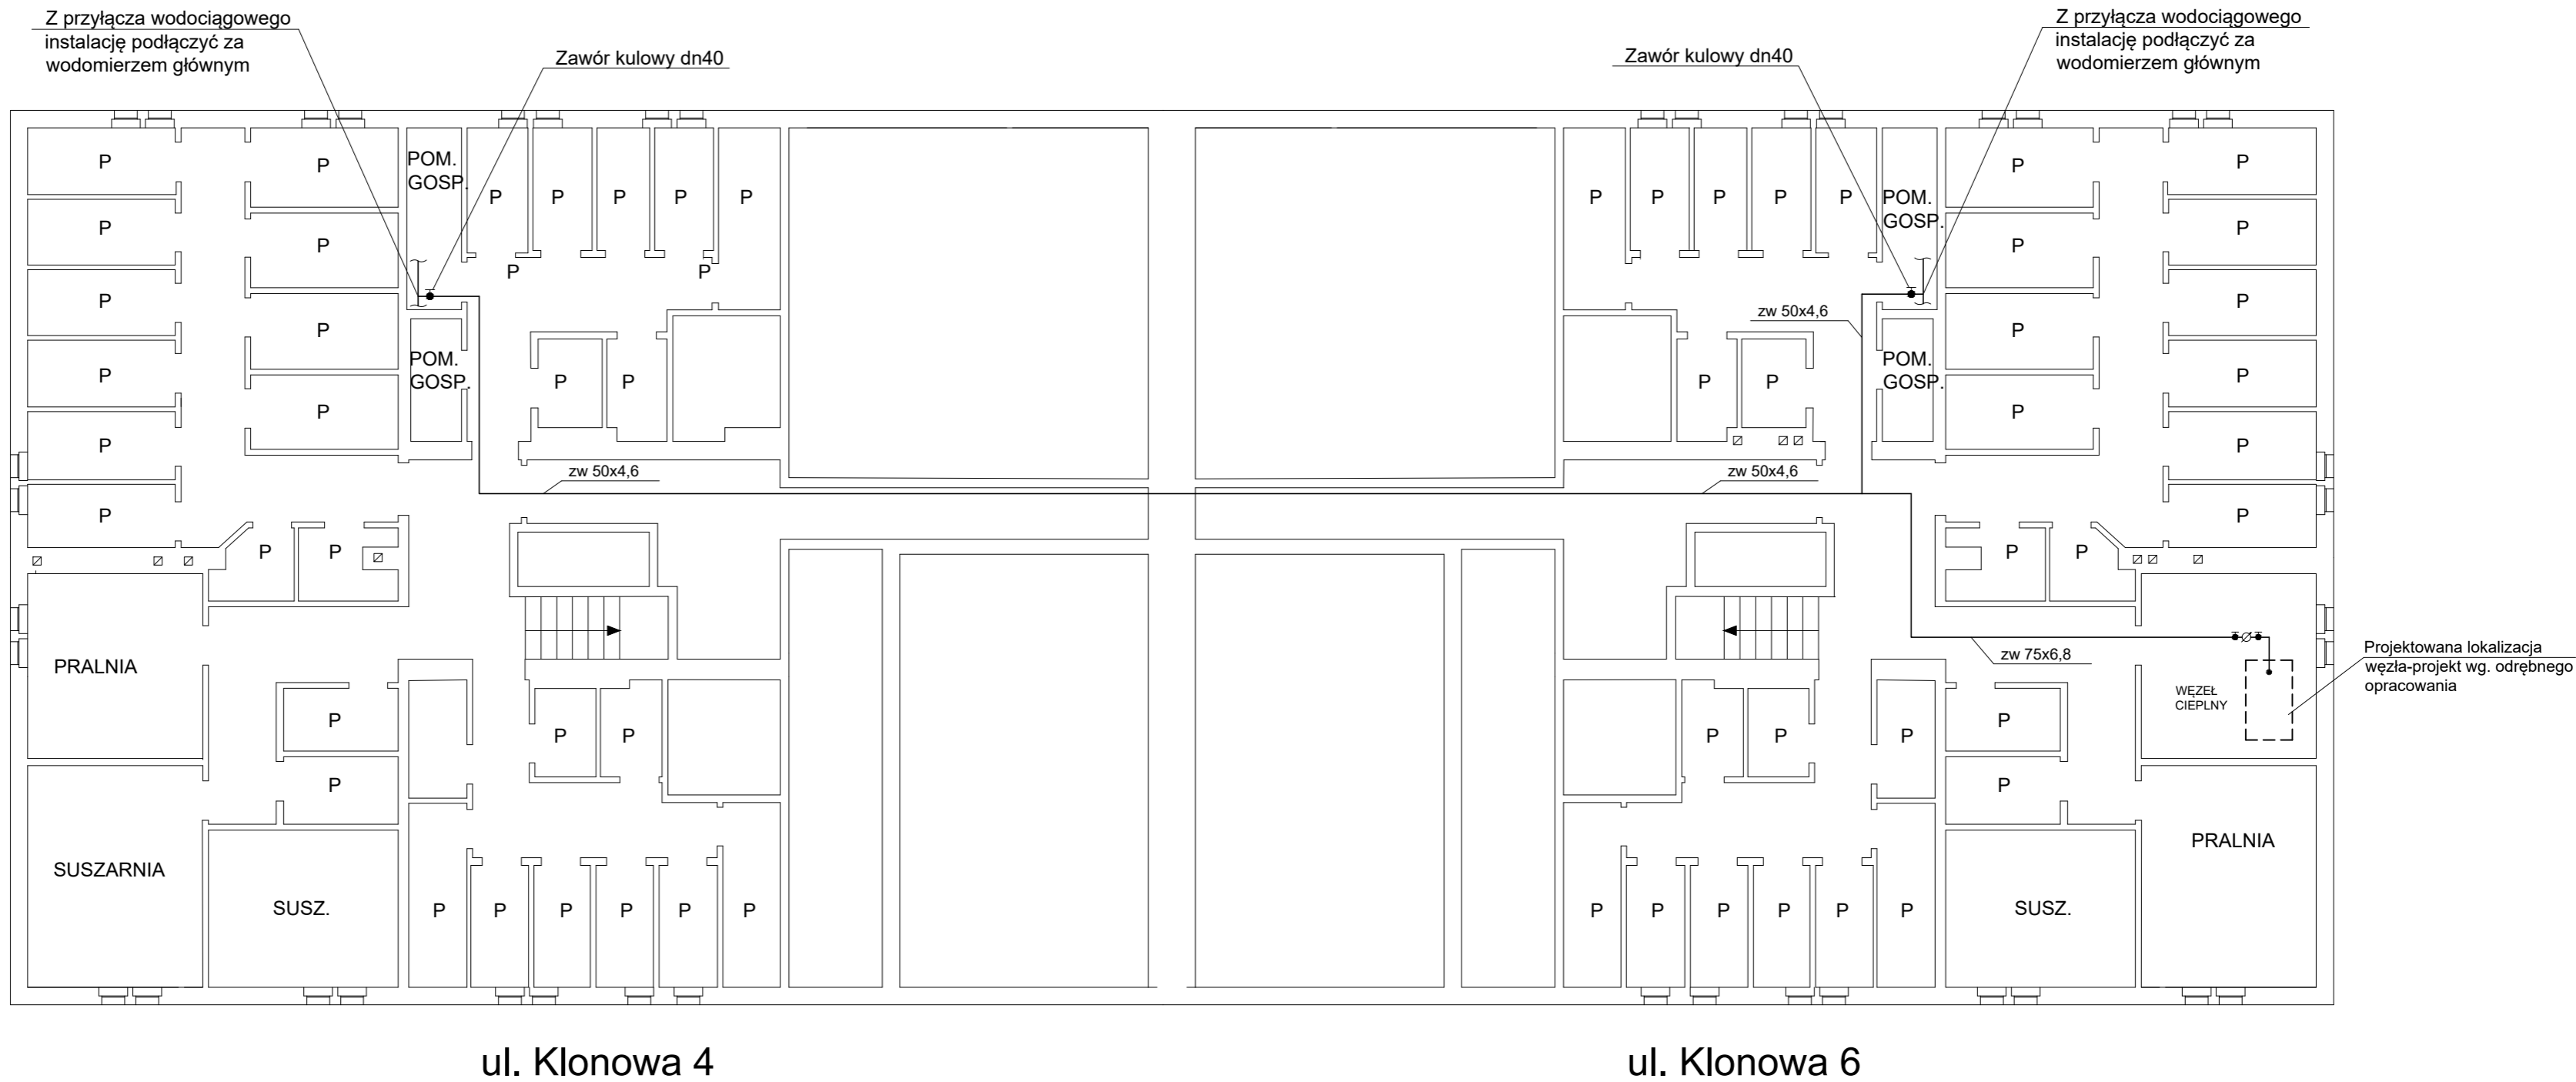 Z przyłącza wodociągowego
instalację podłączyć za
wodomierzem głównym
Zawór kulowy dn40
Zawór kulowy dn40
Z przyłącza wodociągowego
instalację podłączyć za
wodomierzem głównym
P
P
POM.
GOSP.
P
P
P
P
P
P
P
P
P
P
POM.
GOSP.
P
P
P
P
P
P
P
P
P
P
P
P
P
zw 50x4,6
P
P
POM.
GOSP.
P
P
P
P
POM.
GOSP.
P
P
P
P
P
P
zw 50x4,6
zw 50x4,6
P
P
P
P
P
P
P
PRALNIA
zw 75x6,8
Projektowana lokalizacja
węzła-projekt wg. odrębnego
opracowania
WĘZEŁ
CIEPLNY
P
P
P
P
P
P
P
P
P
SUSZARNIA
SUSZ.
P
P
P
P
P
P
P
P
P
P
P
P
SUSZ.
PRALNIA
ul. Klonowa 4
ul. Klonowa 6